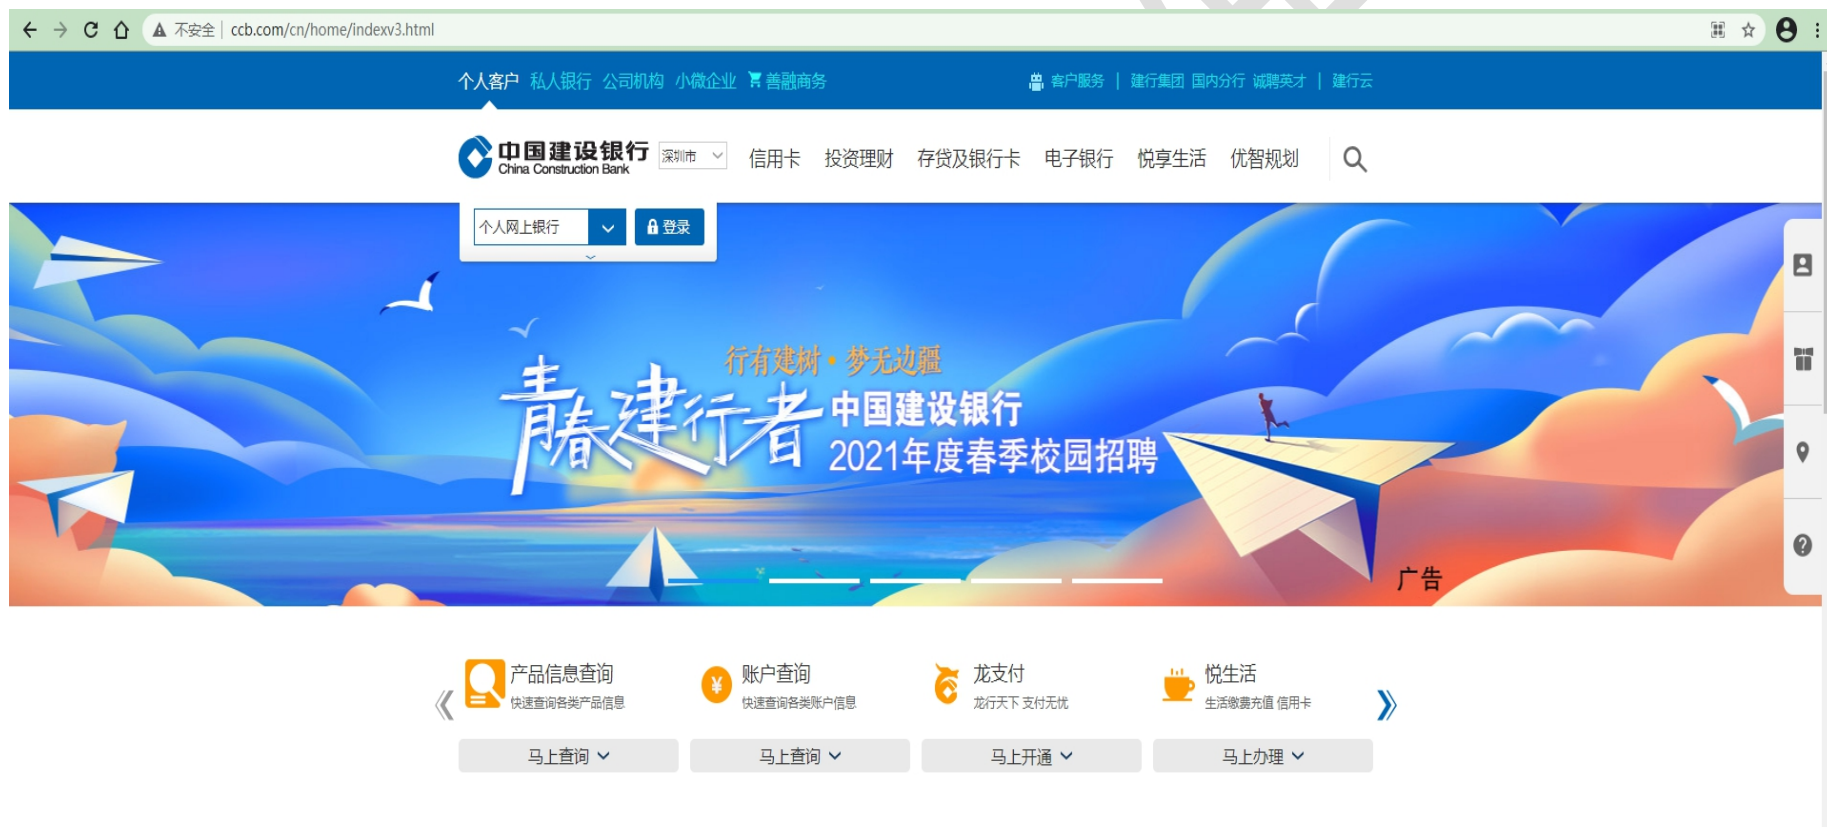 不安全 | ccb.com/cn/home/indexv3.html
个人客户 私人银行 公司机构 小微企业 善融商务
客户服务 | 建行集团 国内分行 诚聘英才 | 建行云
中国建设银行
China Construction Bank
深圳市
信用卡 投资理财 存贷及银行卡 电子银行 悦享生活 优智规划
个人网上银行
登录
行有建树·梦无边疆
青春建行者
中国建设银行
2021年度春季校园招聘
广告
产品信息查询
快速查询各类产品信息
账户查询
快速查询各类账户信息
龙支付
龙行天下 支付无忧
悦生活
生活缴费充值 信用卡
马上查询
马上查询
马上开通
马上办理